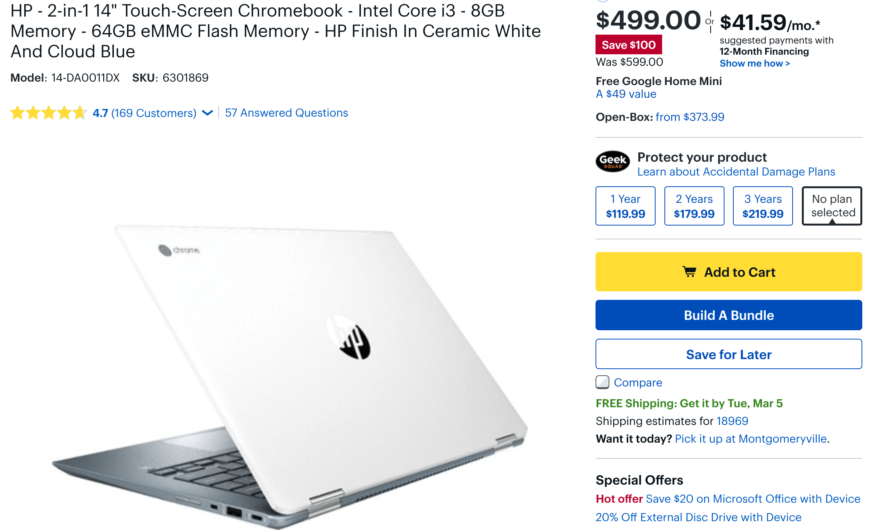 HP - 2-in-1 14" Touch-Screen Chromebook - Intel Core i3 - 8GB
Memory - 64GB eMMC Flash Memory - HP Finish In Ceramic White
And Cloud Blue
Model: 14-DA0011DX SKU: 6301869
4.7 (169 Customers) 57 Answered Questions
chrome
hp
$499.00 or $41.59/mo.*
Save $100
Was $599.00
suggested payments with
12-Month Financing
Show me how >
Free Google Home Mini
A $49 value
Open-Box: from $373.99
Geek
SQUAD
Protect your product
Learn about Accidental Damage Plans
1 Year
$119.99
2 Years
$179.99
3 Years
$219.99
No plan
selected
Add to Cart
Build A Bundle
Save for Later
Compare
FREE Shipping: Get it by Tue, Mar 5
Shipping estimates for 18969
Want it today? Pick it up at Montgomeryville.
Special Offers
Hot offer Save $20 on Microsoft Office with Device
20% Off External Disc Drive with Device